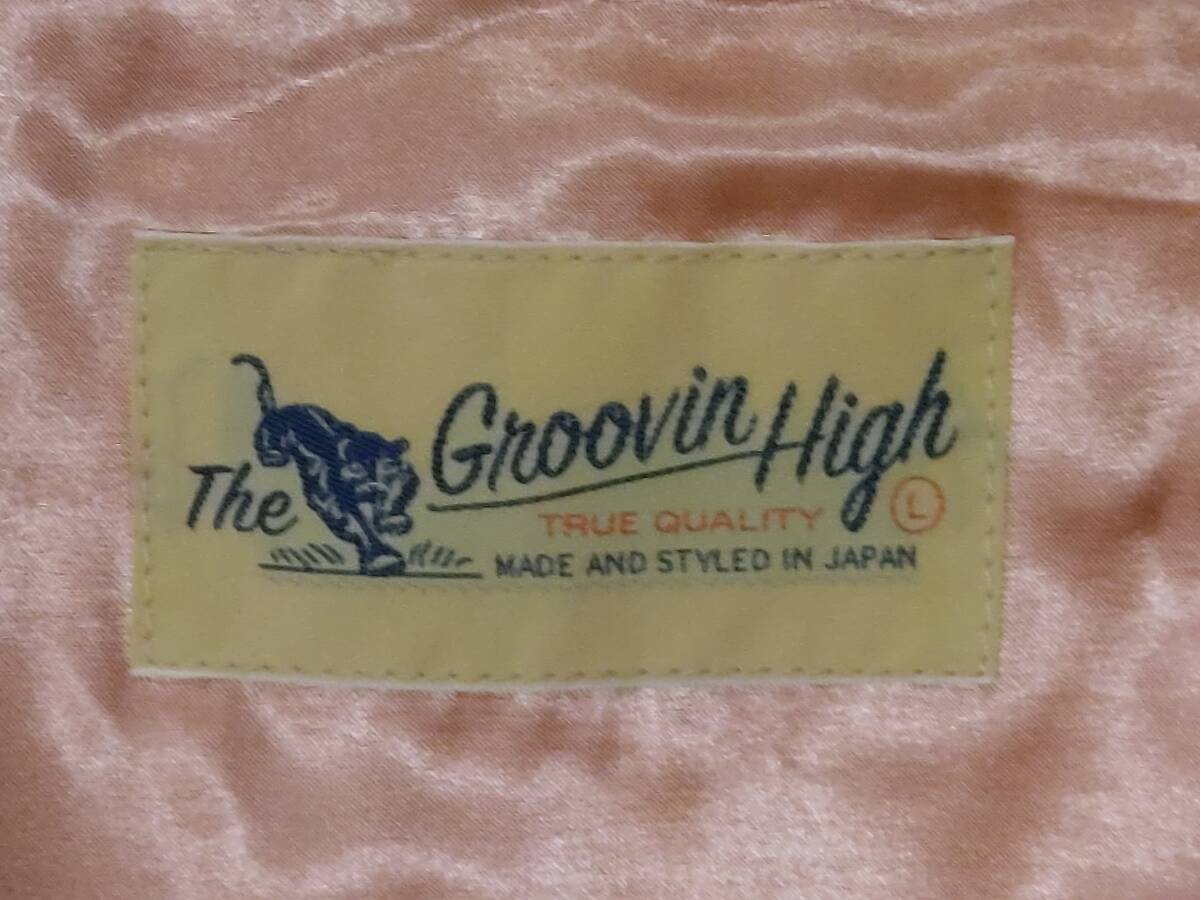 The Groovin High
TRUE QUALITY L
MADE AND STYLED IN JAPAN